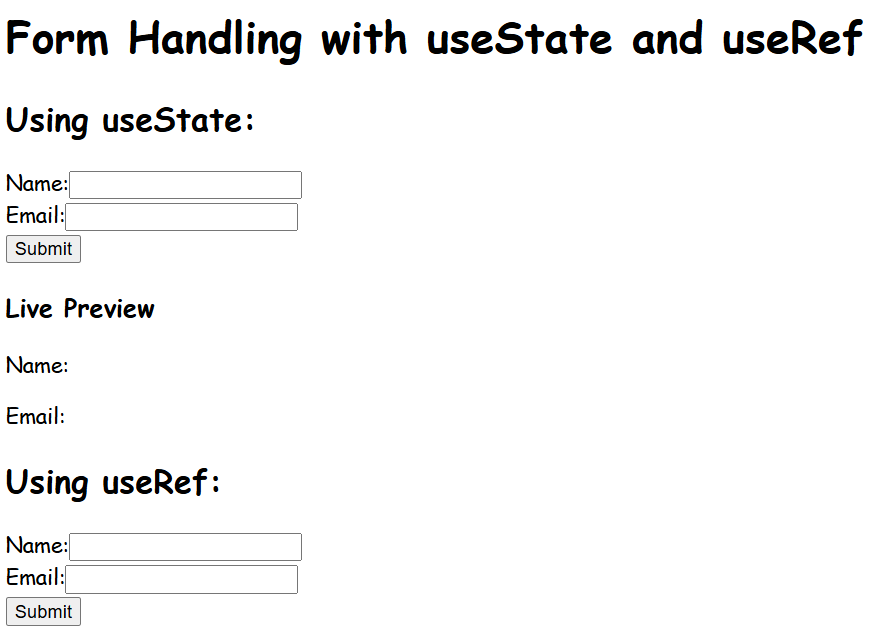 Form Handling with useState and useRef
Using useState:
Name:
Email:
Submit
Live Preview
Name:
Email:
Using useRef:
Name:
Email:
Submit